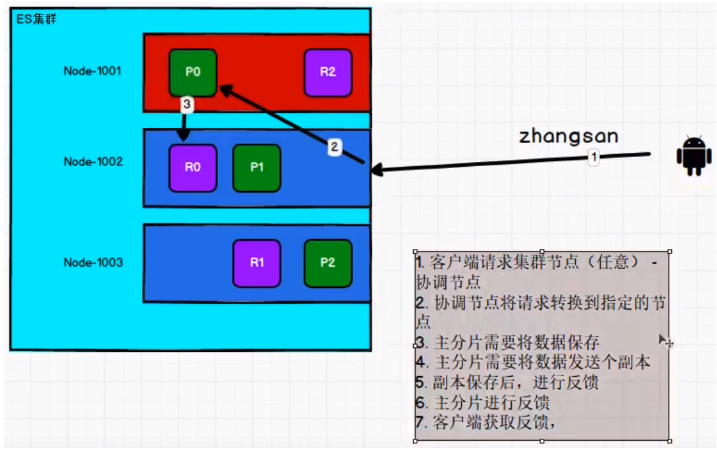 ES集群
Node-1001
P0
R2
3
2
zhangsan
1
Node-1002
R0
P1
Node-1003
R1
P2
1. 客户端请求集群节点（任意） -
协调节点
2. 协调节点将请求转换到指定的节
点
3. 主分片需要将数据保存
4. 主分片需要将数据发送个副本
5. 副本保存后，进行反馈
6. 主分片进行反馈
7. 客户端获取反馈，